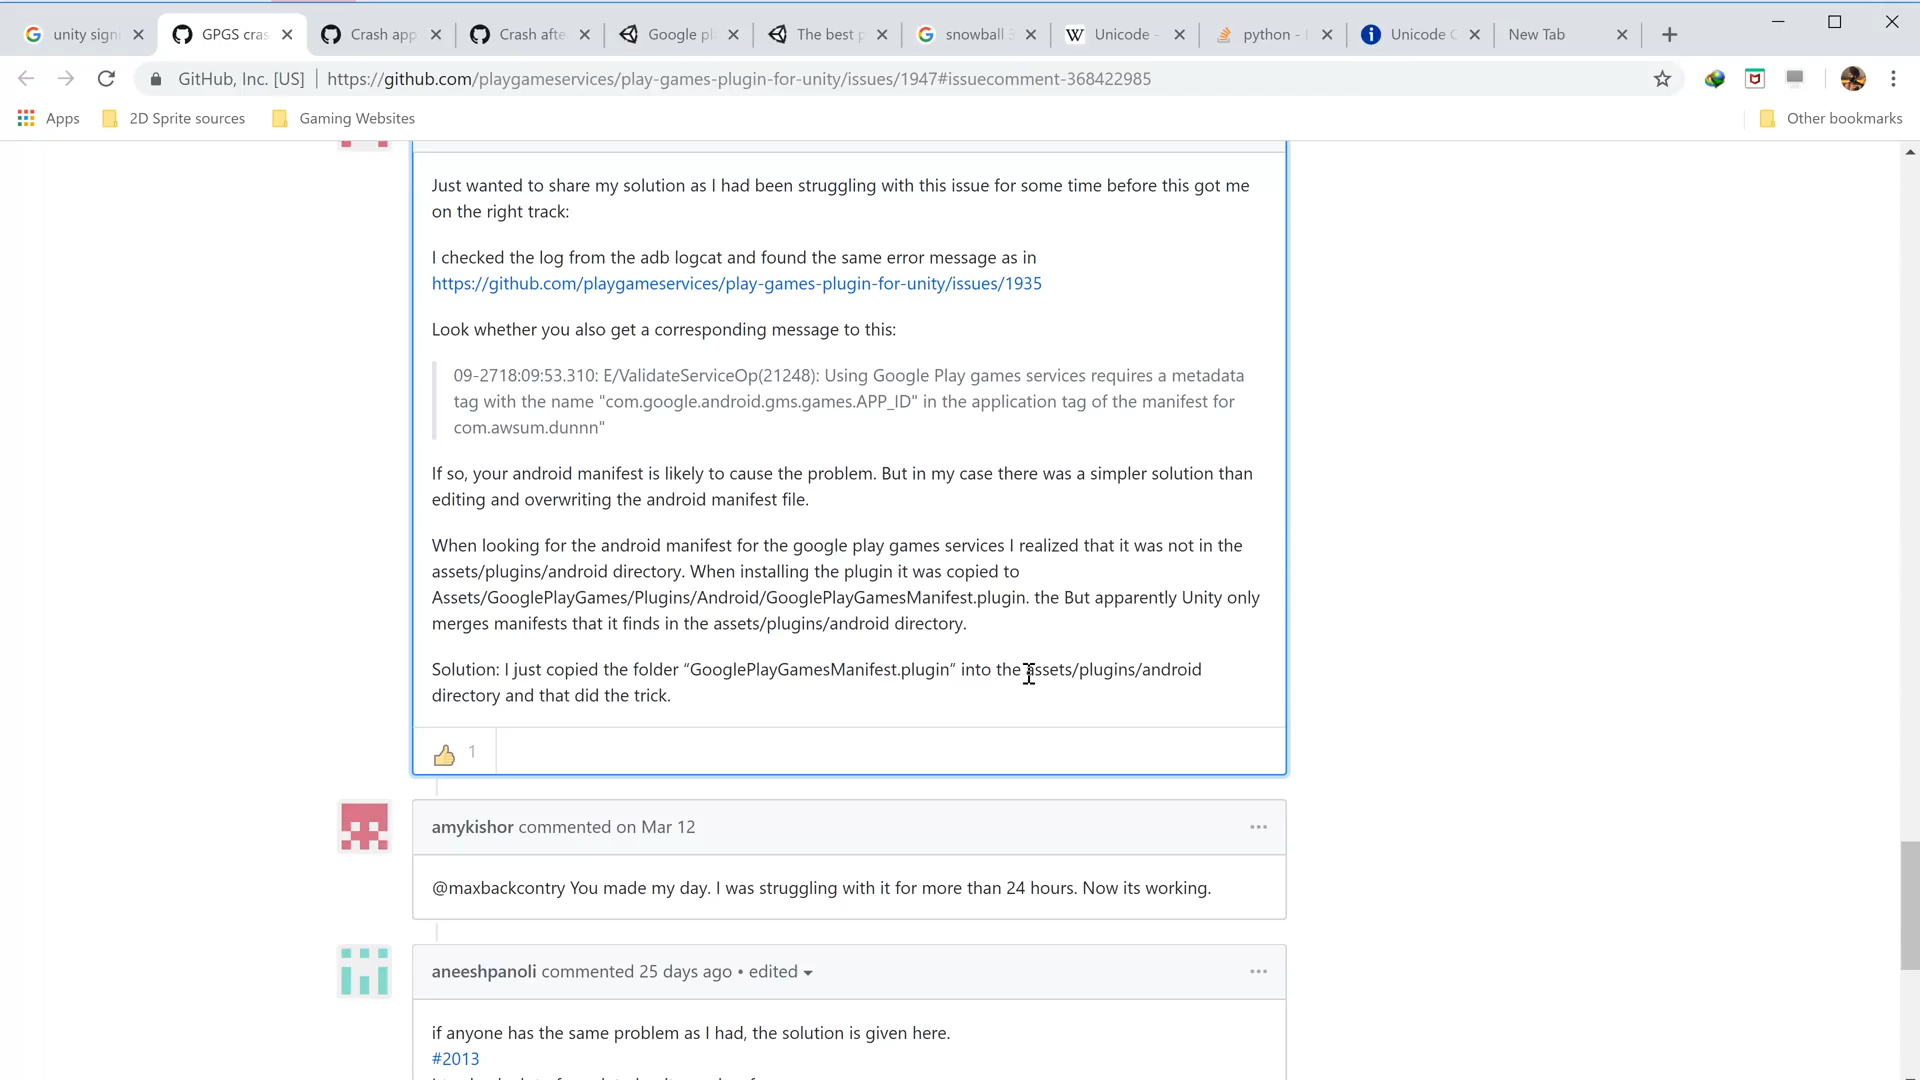 unity sign
GPGS cras
Crash app
Crash afte
Google pl
The best p
snowball 3
Unicode -
python -
Unicode C
New Tab
GitHub, Inc. [US] | https://github.com/playgameservices/play-games-plugin-for-unity/issues/1947#issuecomment-368422985
Apps
2D Sprite sources
Gaming Websites
Other bookmarks
Just wanted to share my solution as I had been struggling with this issue for some time before this got me
on the right track:
I checked the log from the adb logcat and found the same error message as in
https://github.com/playgameservices/play-games-plugin-for-unity/issues/1935
Look whether you also get a corresponding message to this:
09-2718:09:53.310: E/ValidateServiceOp(21248): Using Google Play games services requires a metadata
tag with the name "com.google.android.gms.games.APP_ID" in the application tag of the manifest for
com.awsum.dunnn"
If so, your android manifest is likely to cause the problem. But in my case there was a simpler solution than
editing and overwriting the android manifest file.
When looking for the android manifest for the google play games services I realized that it was not in the
assets/plugins/android directory. When installing the plugin it was copied to
Assets/GooglePlayGames/Plugins/Android/GooglePlayGamesManifest.plugin. the But apparently Unity only
merges manifests that it finds in the assets/plugins/android directory.
Solution: I just copied the folder “GooglePlayGamesManifest.plugin” into the assets/plugins/android
directory and that did the trick.
1
amykishor commented on Mar 12
@maxbackcontry You made my day. I was struggling with it for more than 24 hours. Now its working.
aneeshpanoli commented 25 days ago • edited
if anyone has the same problem as I had, the solution is given here.
#2013